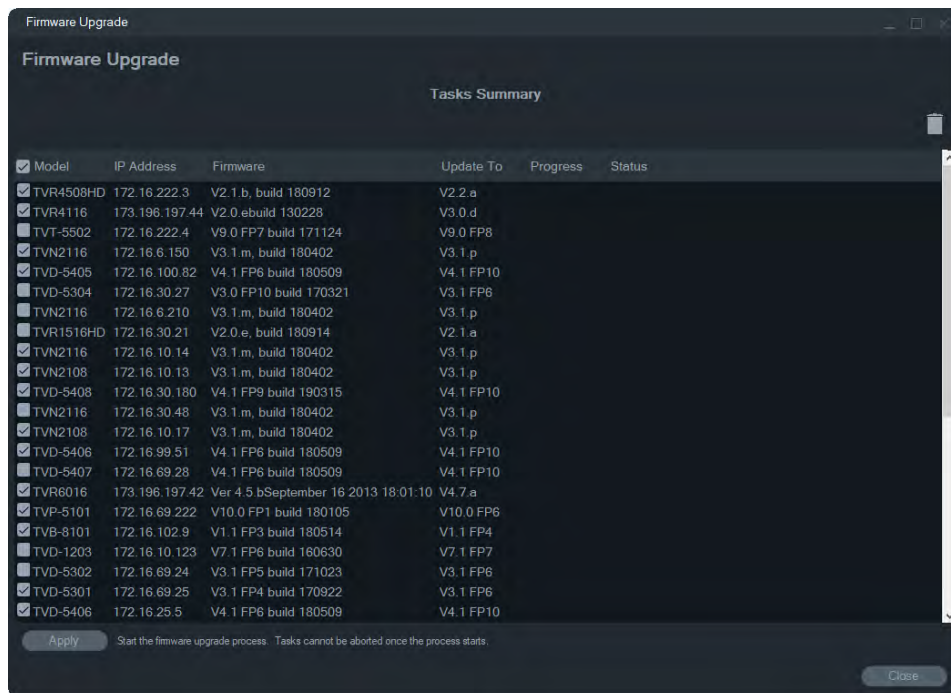 Firmware Upgrade
Firmware Upgrade
Tasks Summary
Model IP Address Firmware Update To Progress Status
TVR4508HD 172.16.222.3 V2.1.b, build 180912 V2.2.a
TVR4116 173.196.197.44 V2.0.ebuild 130228 V3.0.d
TVT-5502 172.16.222.4 V9.0 FP7 build 171124 V9.0 FP8
TVN2116 172.16.6.150 V3.1.m, build 180402 V3.1.p
TVD-5405 172.16.100.82 V4.1 FP6 build 180509 V4.1 FP10
TVD-5304 172.16.30.27 V3.0 FP10 build 170321 V3.1 FP6
TVN2116 172.16.6.210 V3.1.m, build 180402 V3.1.p
TVR1516HD 172.16.30.21 V2.0.e, build 180914 V2.1.a
TVN2116 172.16.10.14 V3.1.m, build 180402 V3.1.p
TVN2108 172.16.10.13 V3.1.m, build 180402 V3.1.p
TVD-5408 172.16.30.180 V4.1 FP9 build 190315 V4.1 FP10
TVN2116 172.16.30.48 V3.1.m, build 180402 V3.1.p
TVN2108 172.16.10.17 V3.1.m, build 180402 V3.1.p
TVD-5406 172.16.99.51 V4.1 FP6 build 180509 V4.1 FP10
TVD-5407 172.16.69.28 V4.1 FP6 build 180509 V4.1 FP10
TVR6016 173.196.197.42 Ver 4.5.bSeptember 16 2013 18:01:10 V4.7.a
TVP-5101 172.16.69.222 V10.0 FP1 build 180105 V10.0 FP6
TVB-8101 172.16.102.9 V1.1 FP3 build 180514 V1.1 FP4
TVD-1203 172.16.10.123 V7.1 FP6 build 160630 V7.1 FP7
TVD-5302 172.16.69.24 V3.1 FP5 build 171023 V3.1 FP6
TVD-5301 172.16.69.25 V3.1 FP4 build 170922 V3.1 FP6
TVD-5406 172.16.25.5 V4.1 FP6 build 180509 V4.1 FP10
Apply Start the firmware upgrade process. Tasks cannot be aborted once the process starts.
Close